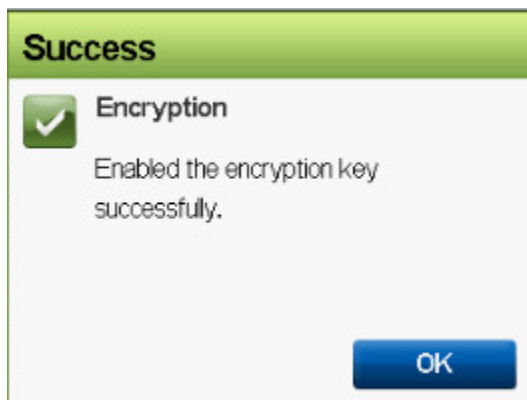 Success
Encryption
Enabled the encryption key
successfully.
OK